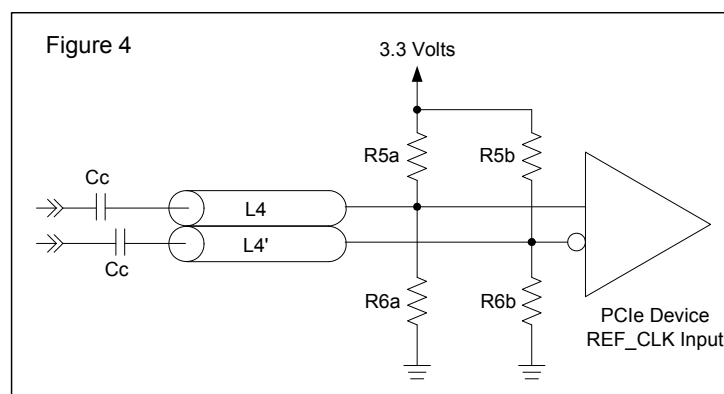 Figure 4
3.3 Volts
R5a
R5b
Cc
L4
L4'
Cc
R6a
R6b
PCIe Device
REF_CLK Input